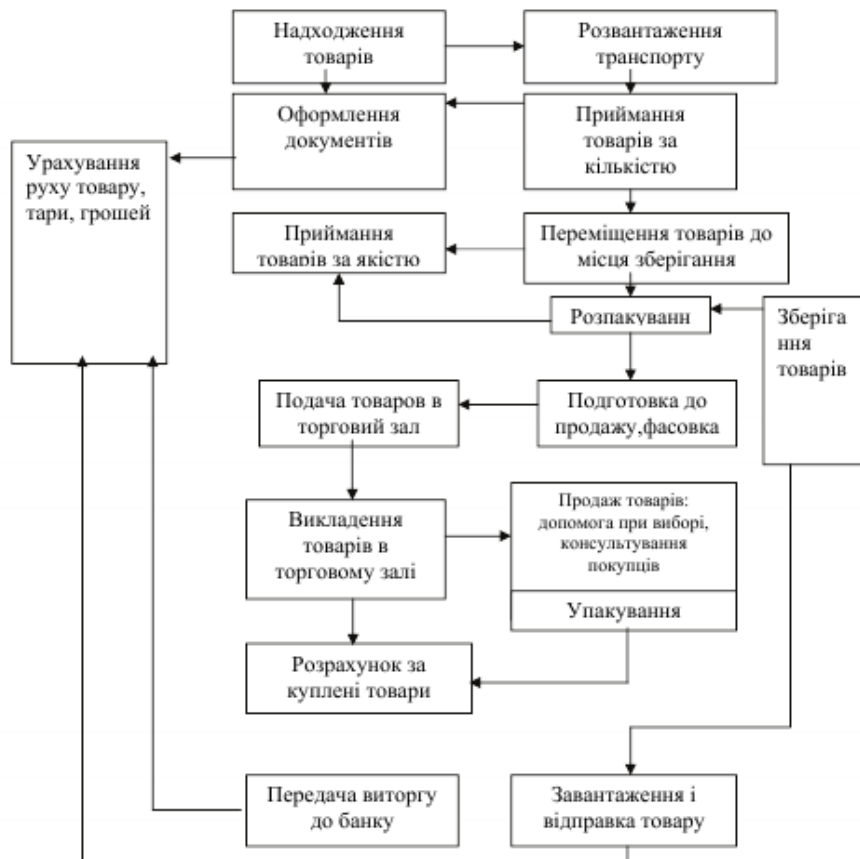 Надходження
товарів
Розвантаження
транспорту
Оформлення
документів
Приймання
товарів за
кількістю
Урахування
руху товару,
тари, грошей
Приймання
товарів за якістю
Переміщення товарів до
місця зберігання
Розпакуванн
Зберіга
ння
товарів
Подача товаров в
торговий зал
Подготовка до
продажу,фасовка
Викладення
товарів в
торговому залі
Продаж товарів:
допомога при виборі,
консультування
покупців
Упакування
Розрахунок за
куплені товари
Передача виторгу
до банку
Завантаження і
відправка товару